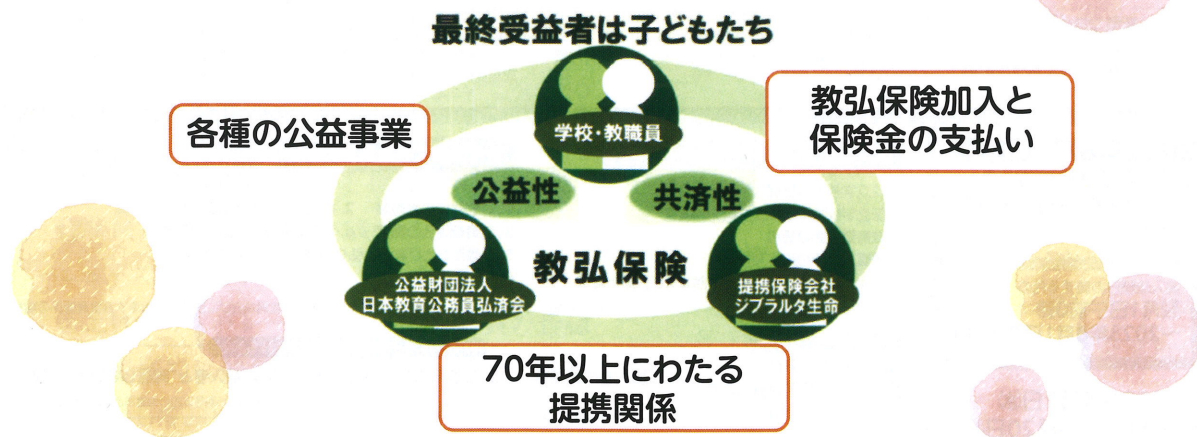 最終受益者は子どもたち
各種の公益事業
学校・教職員
教弘保険加入と
保険金の支払い
公益性
共済性
教弘保険
公益財団法人
日本教育公務員弘済会
提携保険会社
ジブラルタ生命
70年以上にわたる
提携関係